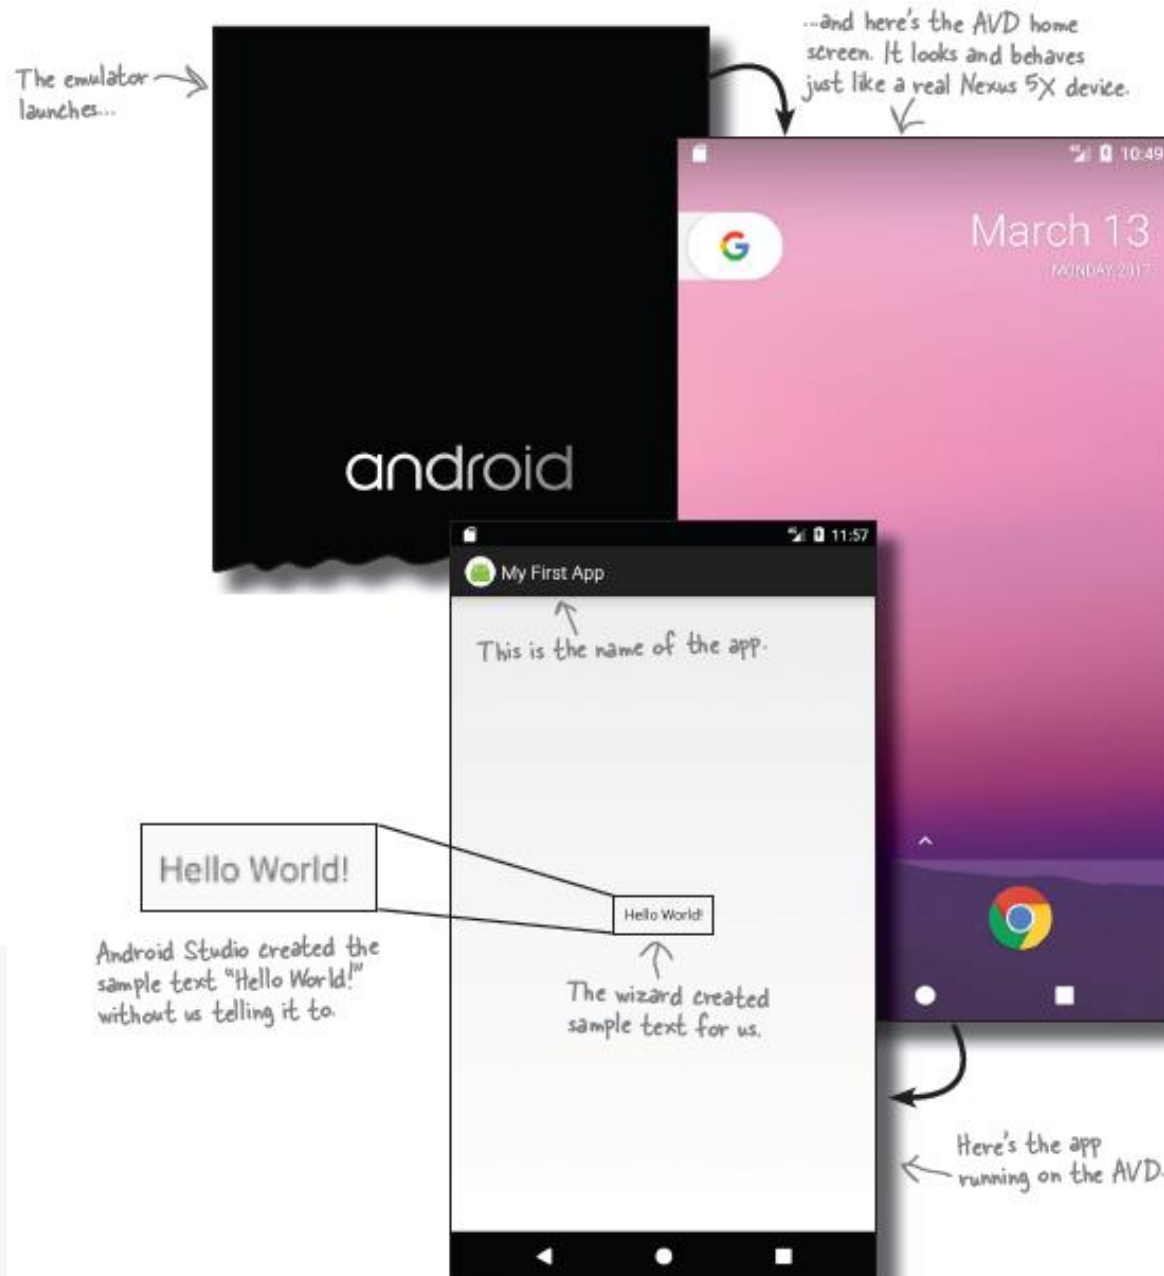 The emulator
launches...
...and here's the AVD home
screen. It looks and behaves
just like a real Nexus 5X device.
10:49
March 13
MONDAY, 2017
android
11:57
My First App
This is the name of the app.
Hello World!
Hello World!
Android Studio created the
sample text "Hello World!"
without us telling it to.
The wizard created
sample text for us.
Here's the app
running on the AVD.